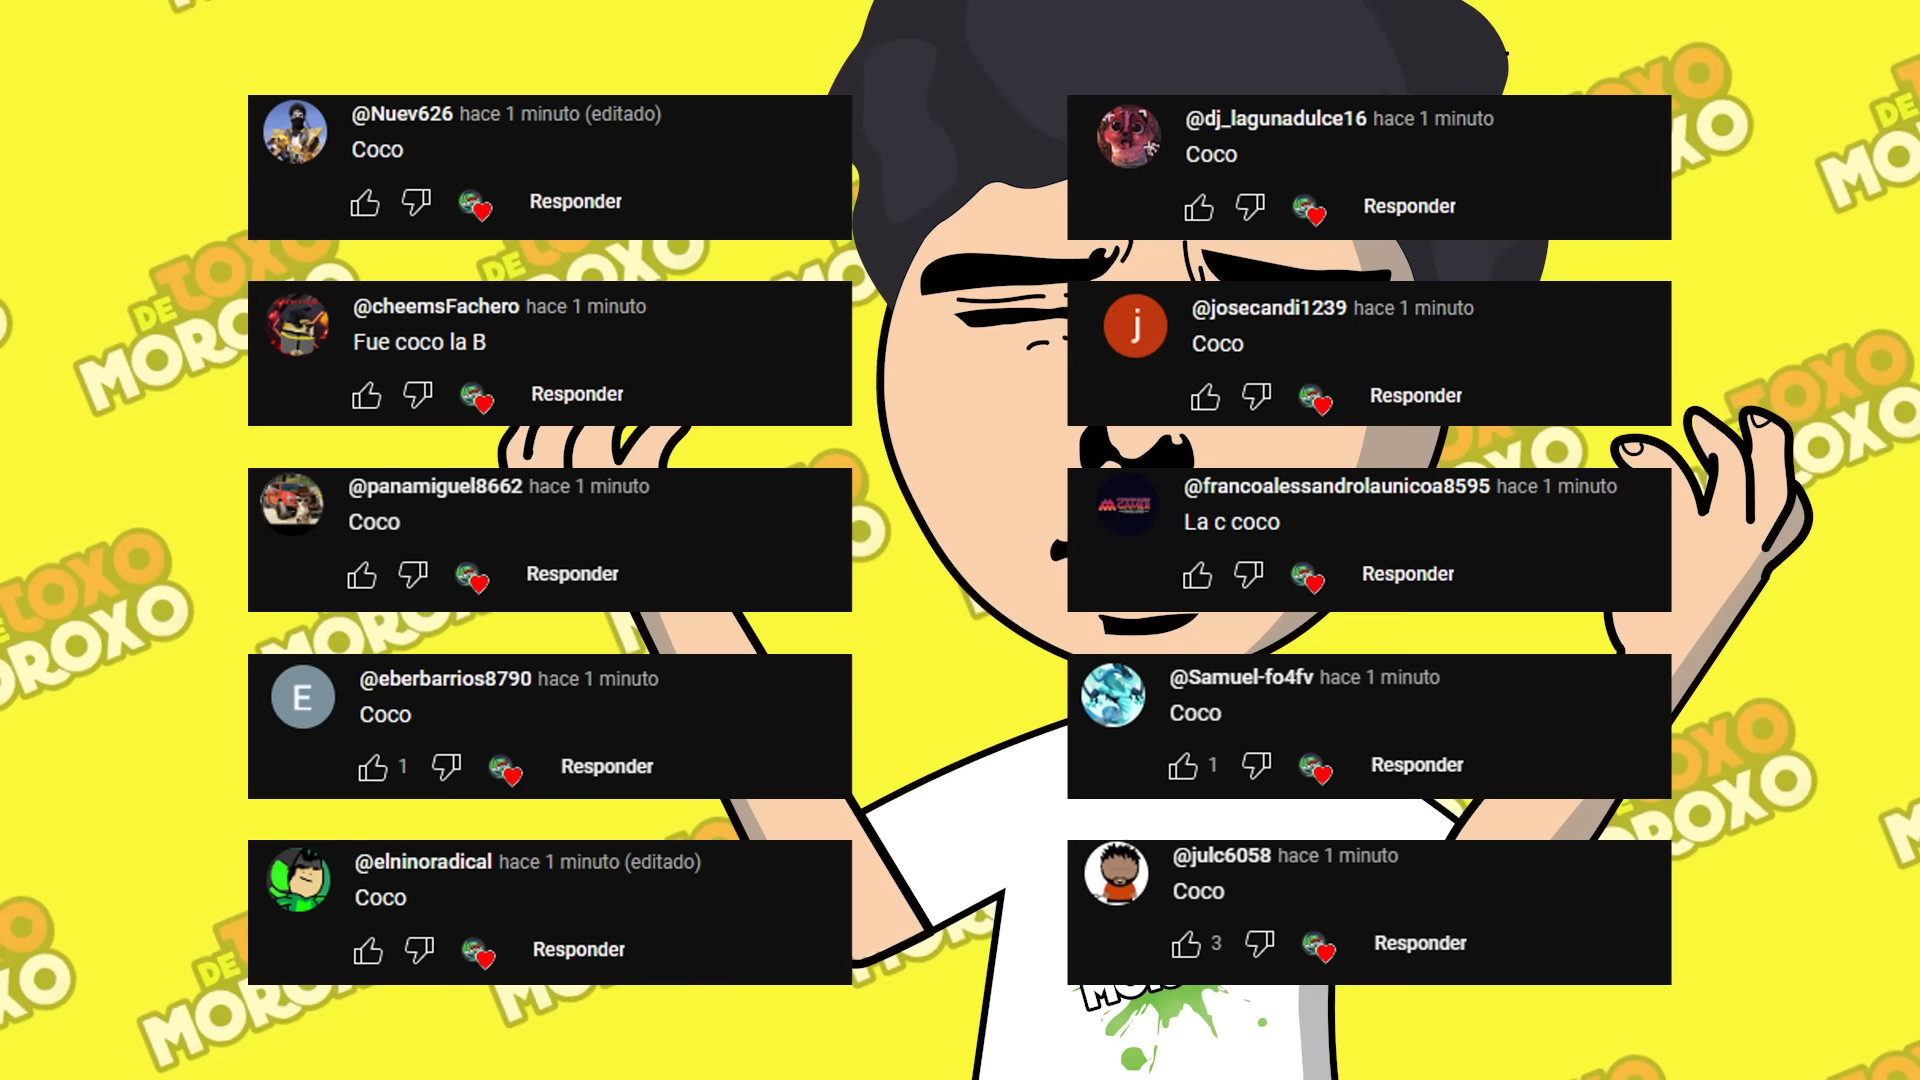 @Nuev626 hace 1 minuto (editado)
Coco
Responder
@cheemsFachero hace 1 minuto
Fue coco la B
Responder
@panamiguel8662 hace 1 minuto
Coco
Responder
@eberbarrios8790 hace 1 minuto
Coco
1
Responder
@elninoradical hace 1 minuto (editado)
Coco
Responder
@dj_lagunadulce16 hace 1 minuto
Coco
Responder
j
@josecandi1239 hace 1 minuto
Coco
Responder
@francoalessandrolaunicoa8595 hace 1 minuto
La c coco
Responder
@Samuel-fo4fv hace 1 minuto
Coco
1
Responder
@julc6058 hace 1 minuto
Coco
3
Responder
E
DE TOXO
MOROXO